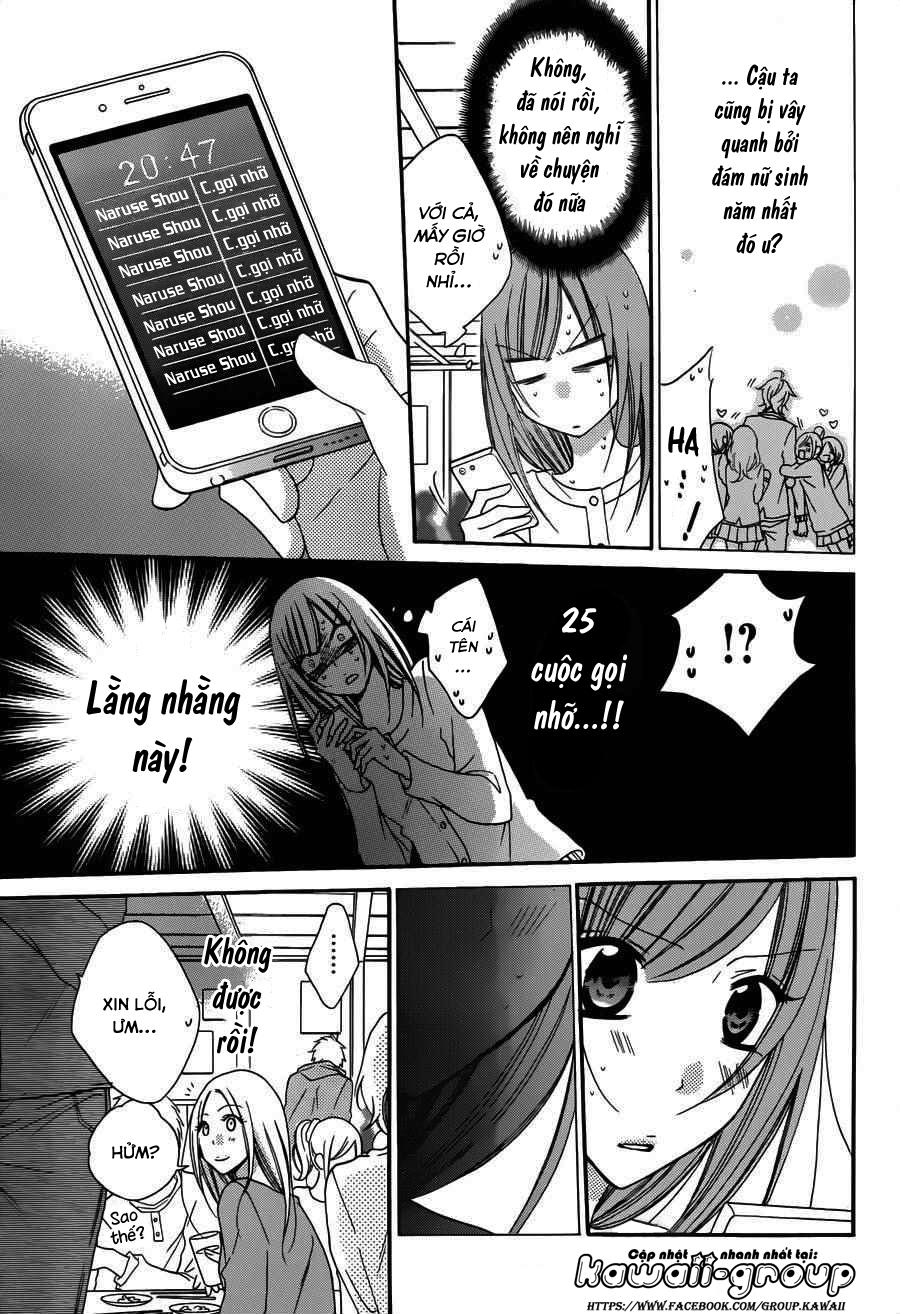 ... Cậu ta
cũng bị vây
quanh bởi
đám nữ sinh
năm nhất
đó u?
HA
...!
Không,
đã nói rồi,
không nên nghĩ
về chuyện
đó nữa
VỚI CẢ,
MẤY GIỜ
RỒI
NHỈ...
20:47
Naruse Shou C.gọi nhỡ
Naruse Shou C.gọi nhỡ
Naruse Shou C.gọi nhỡ
Naruse Shou C.gọi nhỡ
Naruse Shou C.gọi nhỡ
Naruse Shou C.gọi nhỡ
Naruse Shou C.gọi nhỡ
!?
25
cuộc gọi
nhỡ...!!
CÁI
TÊN
...
Lằng nhằng
này!
......
Không
được
rồi!
XIN LỖI,
ƯM...
HỬM?
Sao
thế?
Cập nhật nhanh nhất tại:
kawaii-group
HTTPS://WWW.FACEBOOK.COM/GROUP.KAWAII